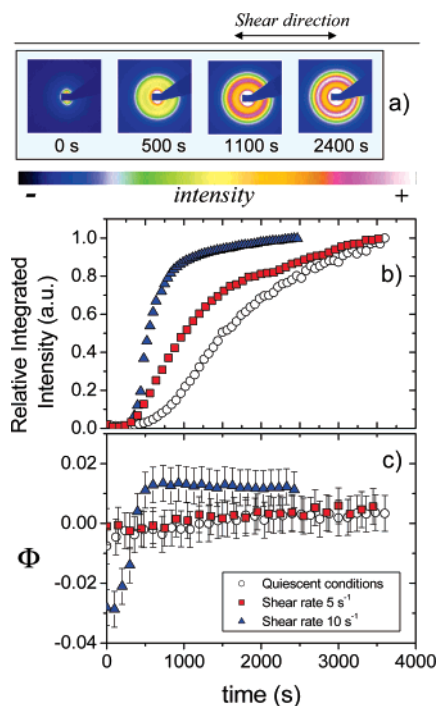 Shear direction
a)
0 s 500 s 1100 s 2400 s
- intensity +
b)
Relative Integrated
Intensity (a.u.)
1.0
0.8
0.6
0.4
0.2
0.0
c)
Φ
0.02
0.00
-0.02
-0.04
Quiescent conditions
Shear rate 5 s⁻¹
Shear rate 10 s⁻¹
0 1000 2000 3000 4000
time (s)